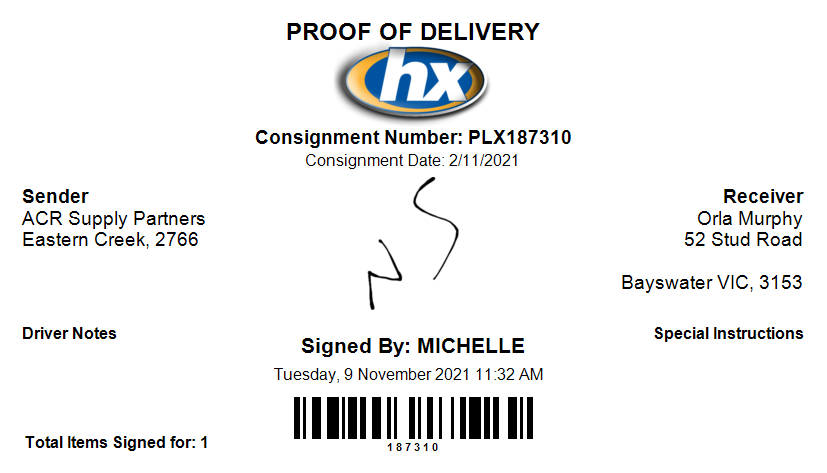 PROOF OF DELIVERY
hx
Consignment Number: PLX187310
Consignment Date: 2/11/2021
Sender
ACR Supply Partners
Eastern Creek, 2766
Receiver
Orla Murphy
52 Stud Road
Bayswater VIC, 3153
NS
Driver Notes
Special Instructions
Signed By: MICHELLE
Tuesday, 9 November 2021 11:32 AM
187310
Total Items Signed for: 1